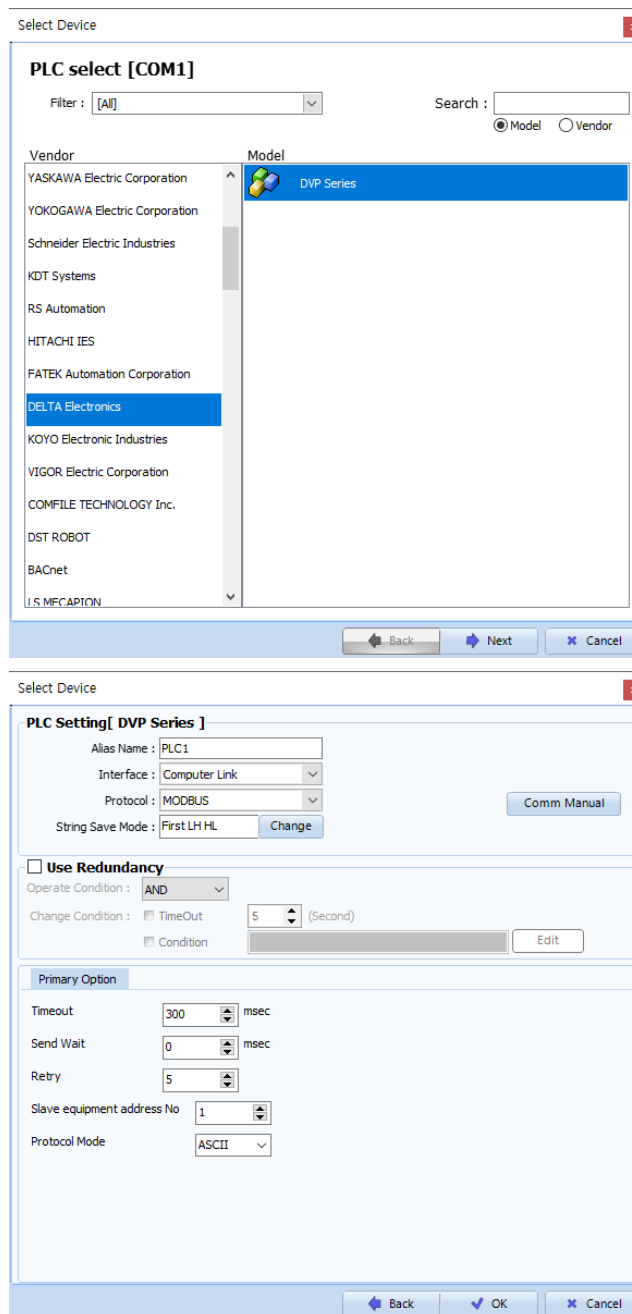 Select Device
PLC select [COM1]
Filter : [All] Search :
Model Vendor
Vendor Model
YASKAWA Electric Corporation
DVP Series
YOKOGAWA Electric Corporation
Schneider Electric Industries
KDT Systems
RS Automation
HITACHI IES
FATEK Automation Corporation
DELTA Electronics
KOYO Electronic Industries
VIGOR Electric Corporation
COMFILE TECHNOLOGY Inc.
DST ROBOT
BACnet
LS MECAPION
Back Next Cancel
Select Device
PLC Setting[ DVP Series ]
Alias Name : PLC1
Interface : Computer Link
Protocol : MODBUS Comm Manual
String Save Mode : First LH HL Change
Use Redundancy
Operate Condition : AND
Change Condition : TimeOut 5 (Second)
Condition Edit
Primary Option
Timeout 300 msec
Send Wait 0 msec
Retry 5
Slave equipment address No 1
Protocol Mode ASCII
Back OK Cancel